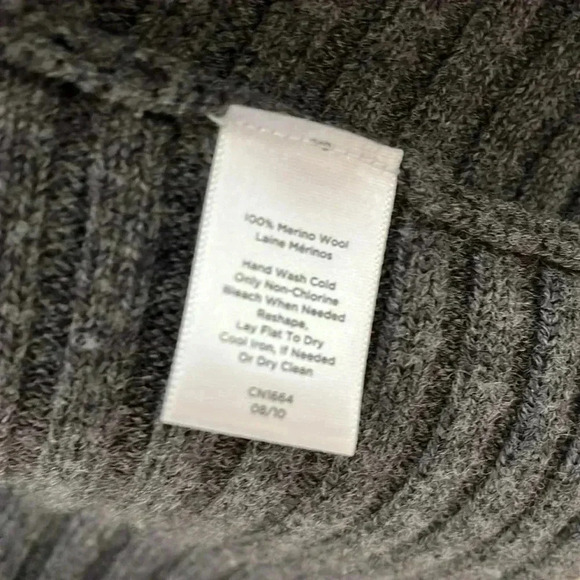 100% Merino Wool
Laine Mérinos
Hand Wash Cold
Only Non-Chlorine
Bleach When Needed
Reshape,
Lay Flat To Dry
Cool Iron, If Needed
Or Dry Clean
CN1664
08/10